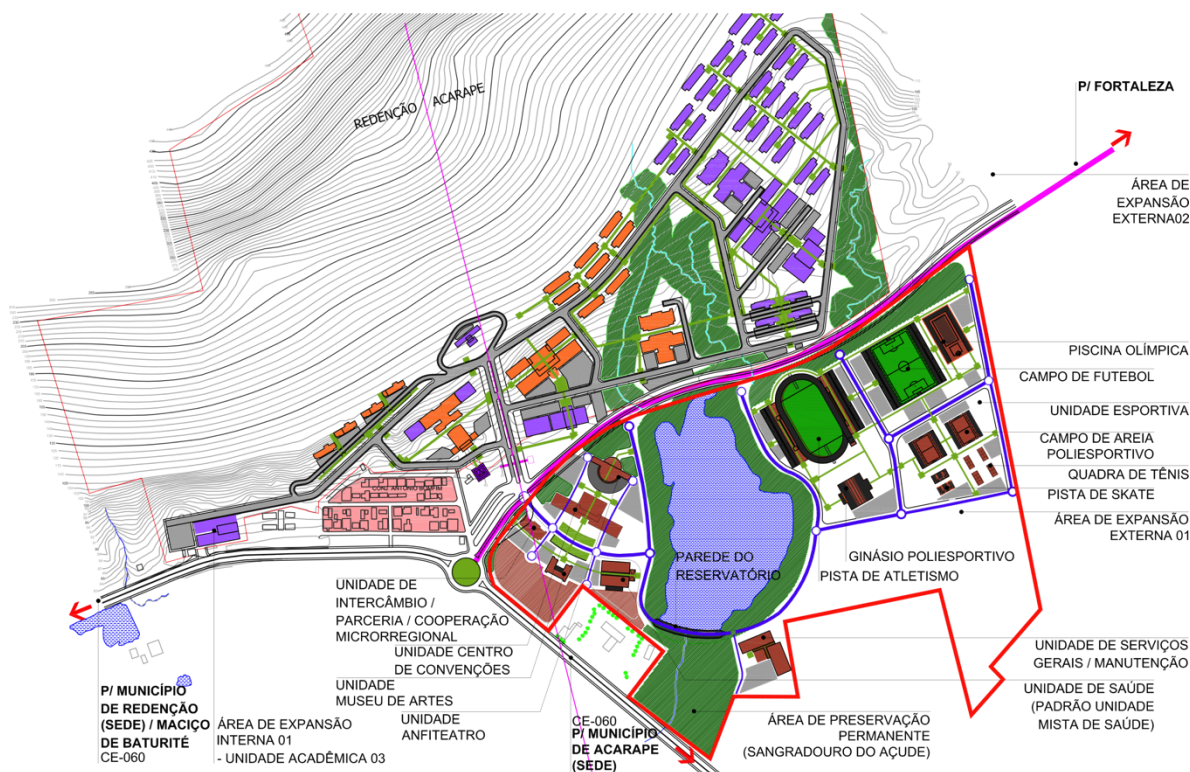 REDENÇÃO
ACARAPE
P/ FORTALEZA
ÁREA DE
EXPANSÃO
EXTERNA02
PISCINA OLÍMPICA
CAMPO DE FUTEBOL
UNIDADE ESPORTIVA
CAMPO DE AREIA
POLIESPORTIVO
QUADRA DE TÊNIS
PISTA DE SKATE
ÁREA DE EXPANSÃO
EXTERNA 01
GINÁSIO POLIESPORTIVO
PISTA DE ATLETISMO
PAREDE DO
RESERVATÓRIO
UNIDADE DE
INTERCÂMBIO /
PARCERIA / COOPERAÇÃO
MICRORREGIONAL
UNIDADE CENTRO
DE CONVENÇÕES
UNIDADE
MUSEU DE ARTES
UNIDADE
ANFITEATRO
UNIDADE DE SERVIÇOS
GERAIS / MANUTENÇÃO
UNIDADE DE SAÚDE
(PADRÃO UNIDADE
MISTA DE SAÚDE)
ÁREA DE PRESERVAÇÃO
PERMANENTE
(SANGRADOURO DO AÇUDE)
CE-060
P/ MUNICÍPIO
DE ACARAPE
(SEDE)
P/ MUNICÍPIO
DE REDENÇÃO
(SEDE) / MACIÇO
DE BATURITÉ
CE-060
ÁREA DE EXPANSÃO
INTERNA 01
- UNIDADE ACADÊMICA 03